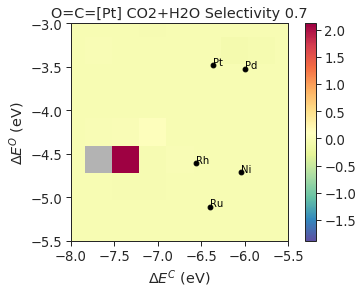 O=C=[Pt] CO2+H2O Selectivity 0.7
−3.0
−3.5
−4.0
−4.5
−5.0
−5.5
ΔE^O (eV)
Pt
Pd
Rh
Ni
Ru
−8.0 −7.5 −7.0 −6.5 −6.0 −5.5
ΔE^C (eV)
2.0
1.5
1.0
0.5
0.0
−0.5
−1.0
−1.5